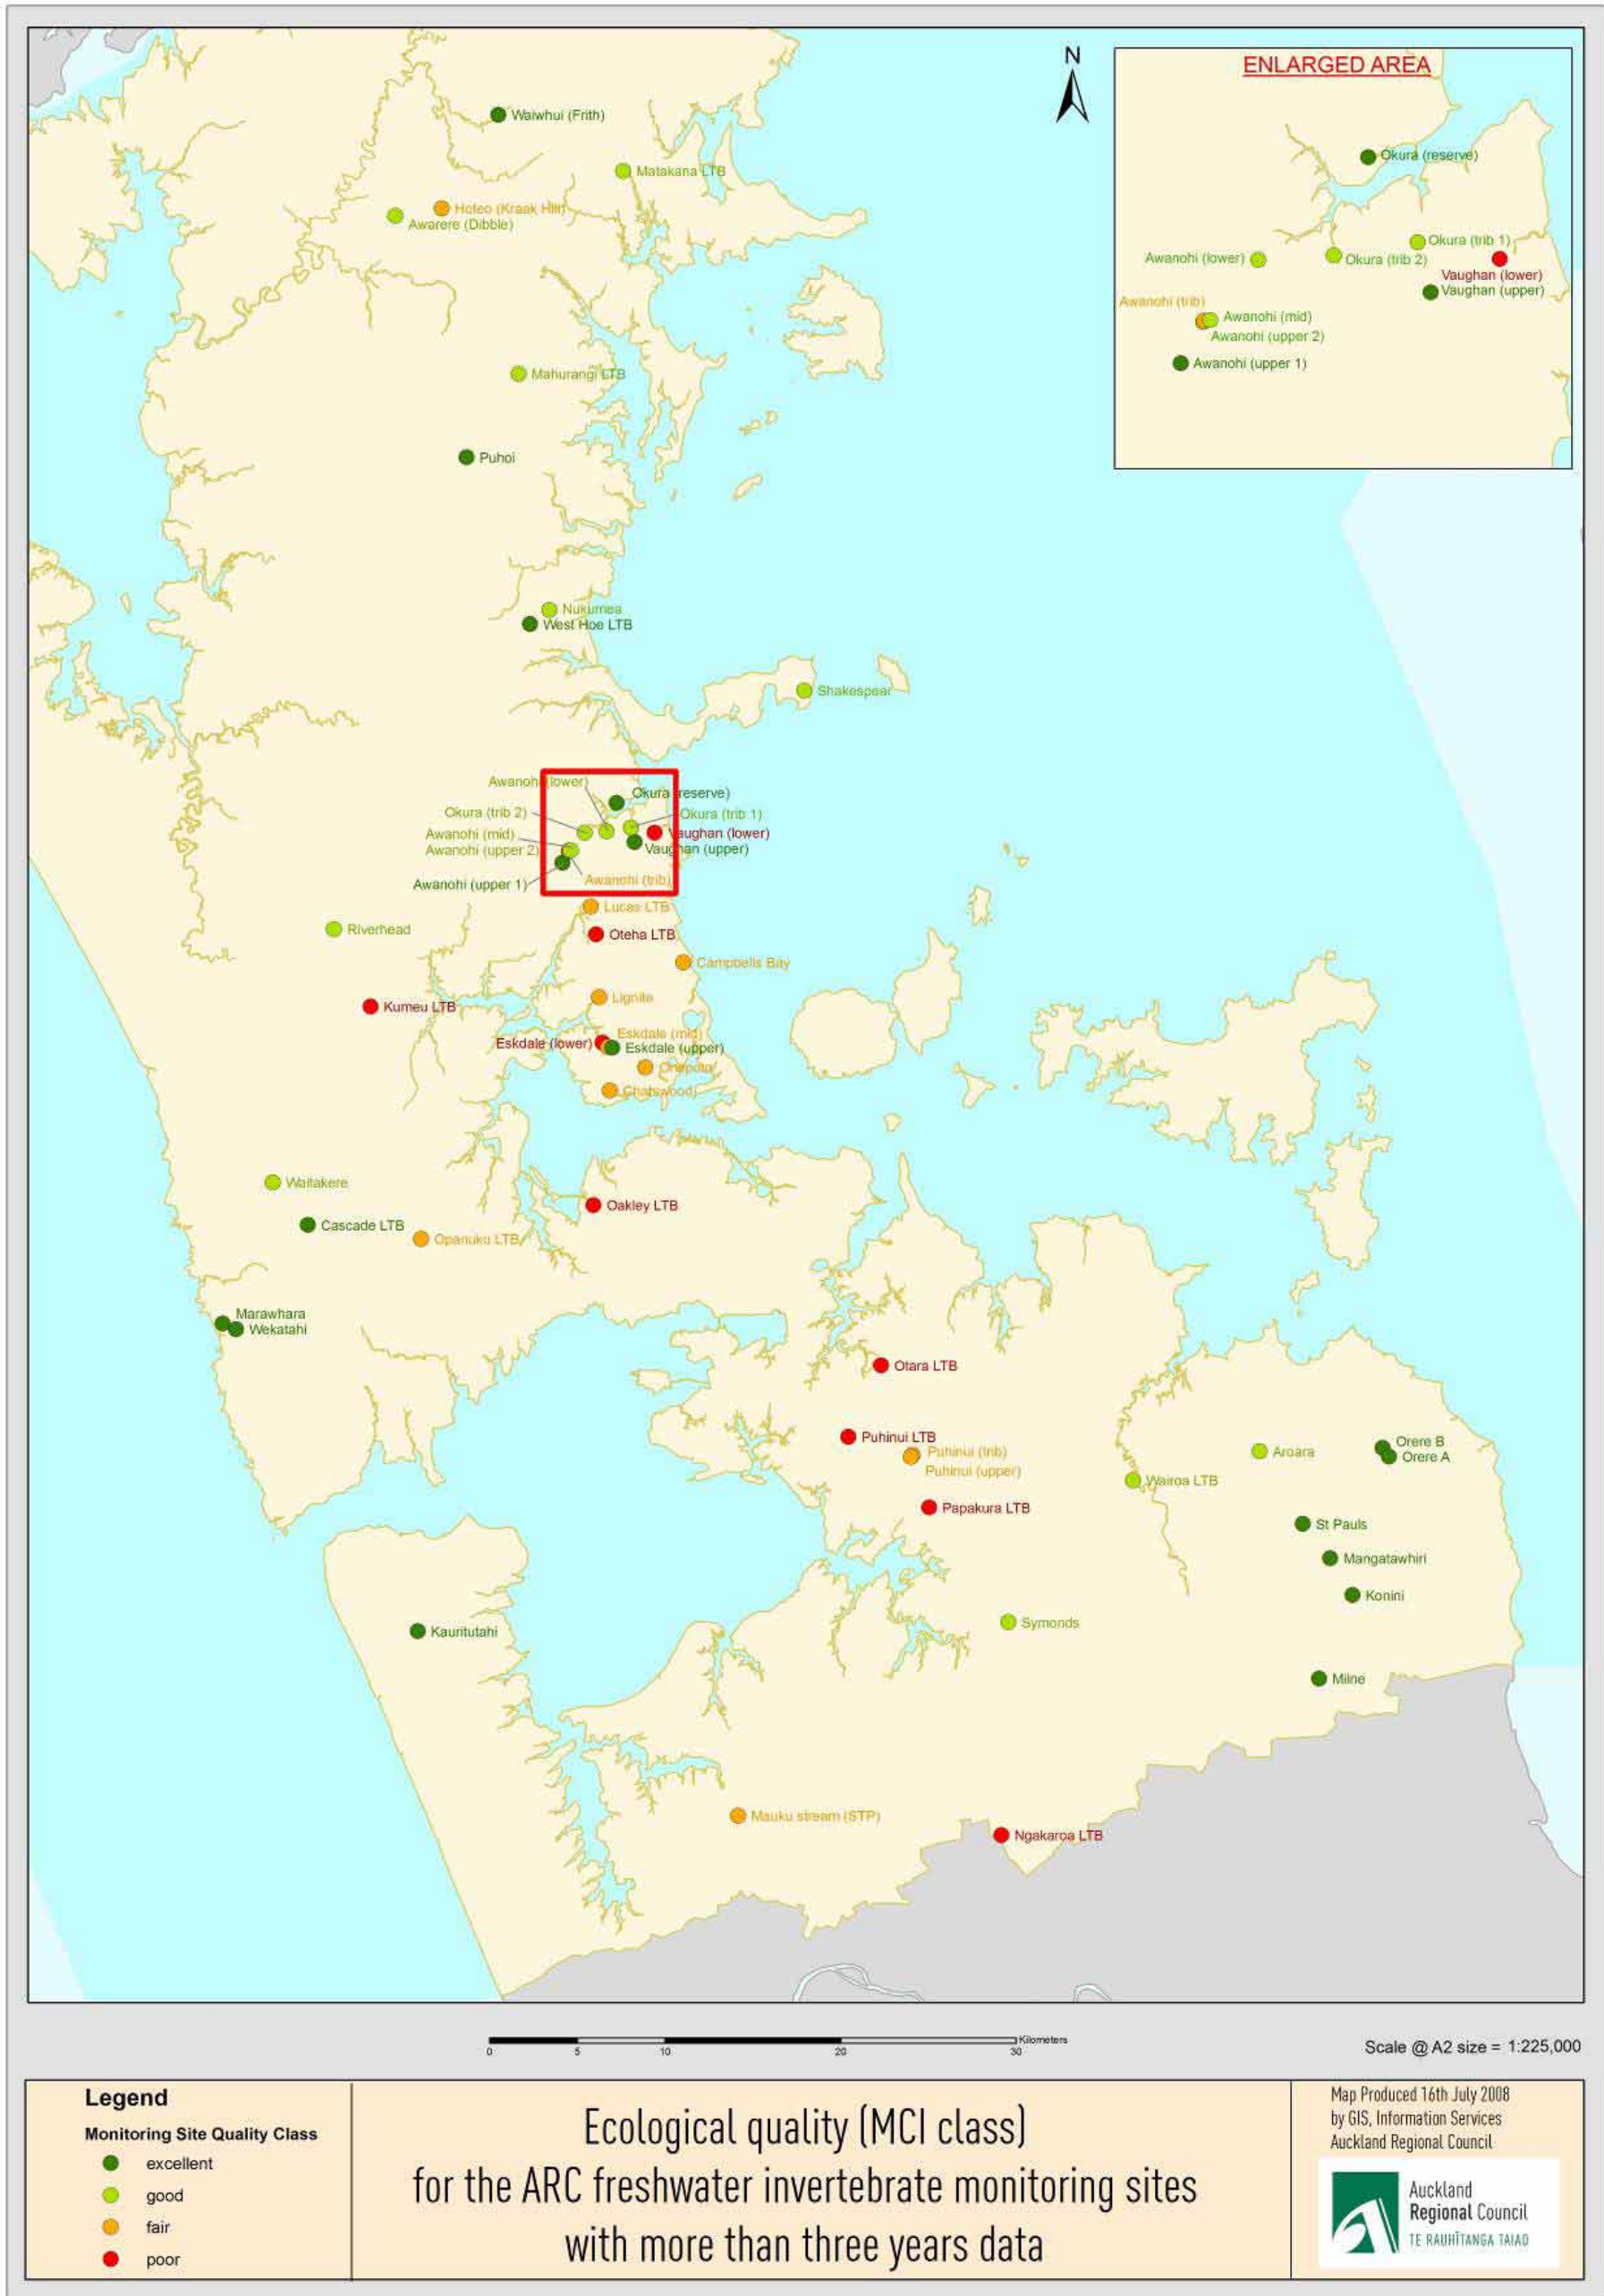 N
ENLARGED AREA
Okura (reserve)
Okura (trib 1)
Awanohi (lower)
Okura (trib 2)
Vaughan (lower)
Vaughan (upper)
Awanohi (trib)
Awanohi (mid)
Awanohi (upper 2)
Awanohi (upper 1)
Waiwhui (Frith)
Matakana LTB
Hoteo (Kraak Hill)
Awarere (Dibble)
Mahurangi LTB
Puhoi
Nukumea
West Hoe LTB
Shakespear
Awanohi (lower)
Okura (reserve)
Okura (trib 2)
Okura (trib 1)
Awanohi (mid)
Vaughan (lower)
Awanohi (upper 2)
Vaughan (upper)
Awanohi (upper 1)
Awanohi (trib)
Lucas LTB
Riverhead
Oteha LTB
Campbells Bay
Lignite
Kumeu LTB
Eskdale (mid)
Eskdale (lower)
Eskdale (upper)
Chatswood
Waitakere
Oakley LTB
Cascade LTB
Opanuku LTB
Marawhara
Wekatahi
Otara LTB
Puhinui LTB
Puhinui (trib)
Puhinui (upper)
Aroara
Orere B
Orere A
Wairoa LTB
Papakura LTB
St Pauls
Mangatawhiri
Konini
Symonds
Kauritutahi
Milne
Mauku stream (STP)
Ngakaroa LTB
Kilometers
0 5 10 20 30
Scale @ A2 size = 1:225,000
Legend
Monitoring Site Quality Class
excellent
good
fair
poor
Ecological quality (MCI class)
for the ARC freshwater invertebrate monitoring sites
with more than three years data
Map Produced 16th July 2008
by GIS, Information Services
Auckland Regional Council
Auckland
Regional Council
TE RAUHĪTANGA TAIAO